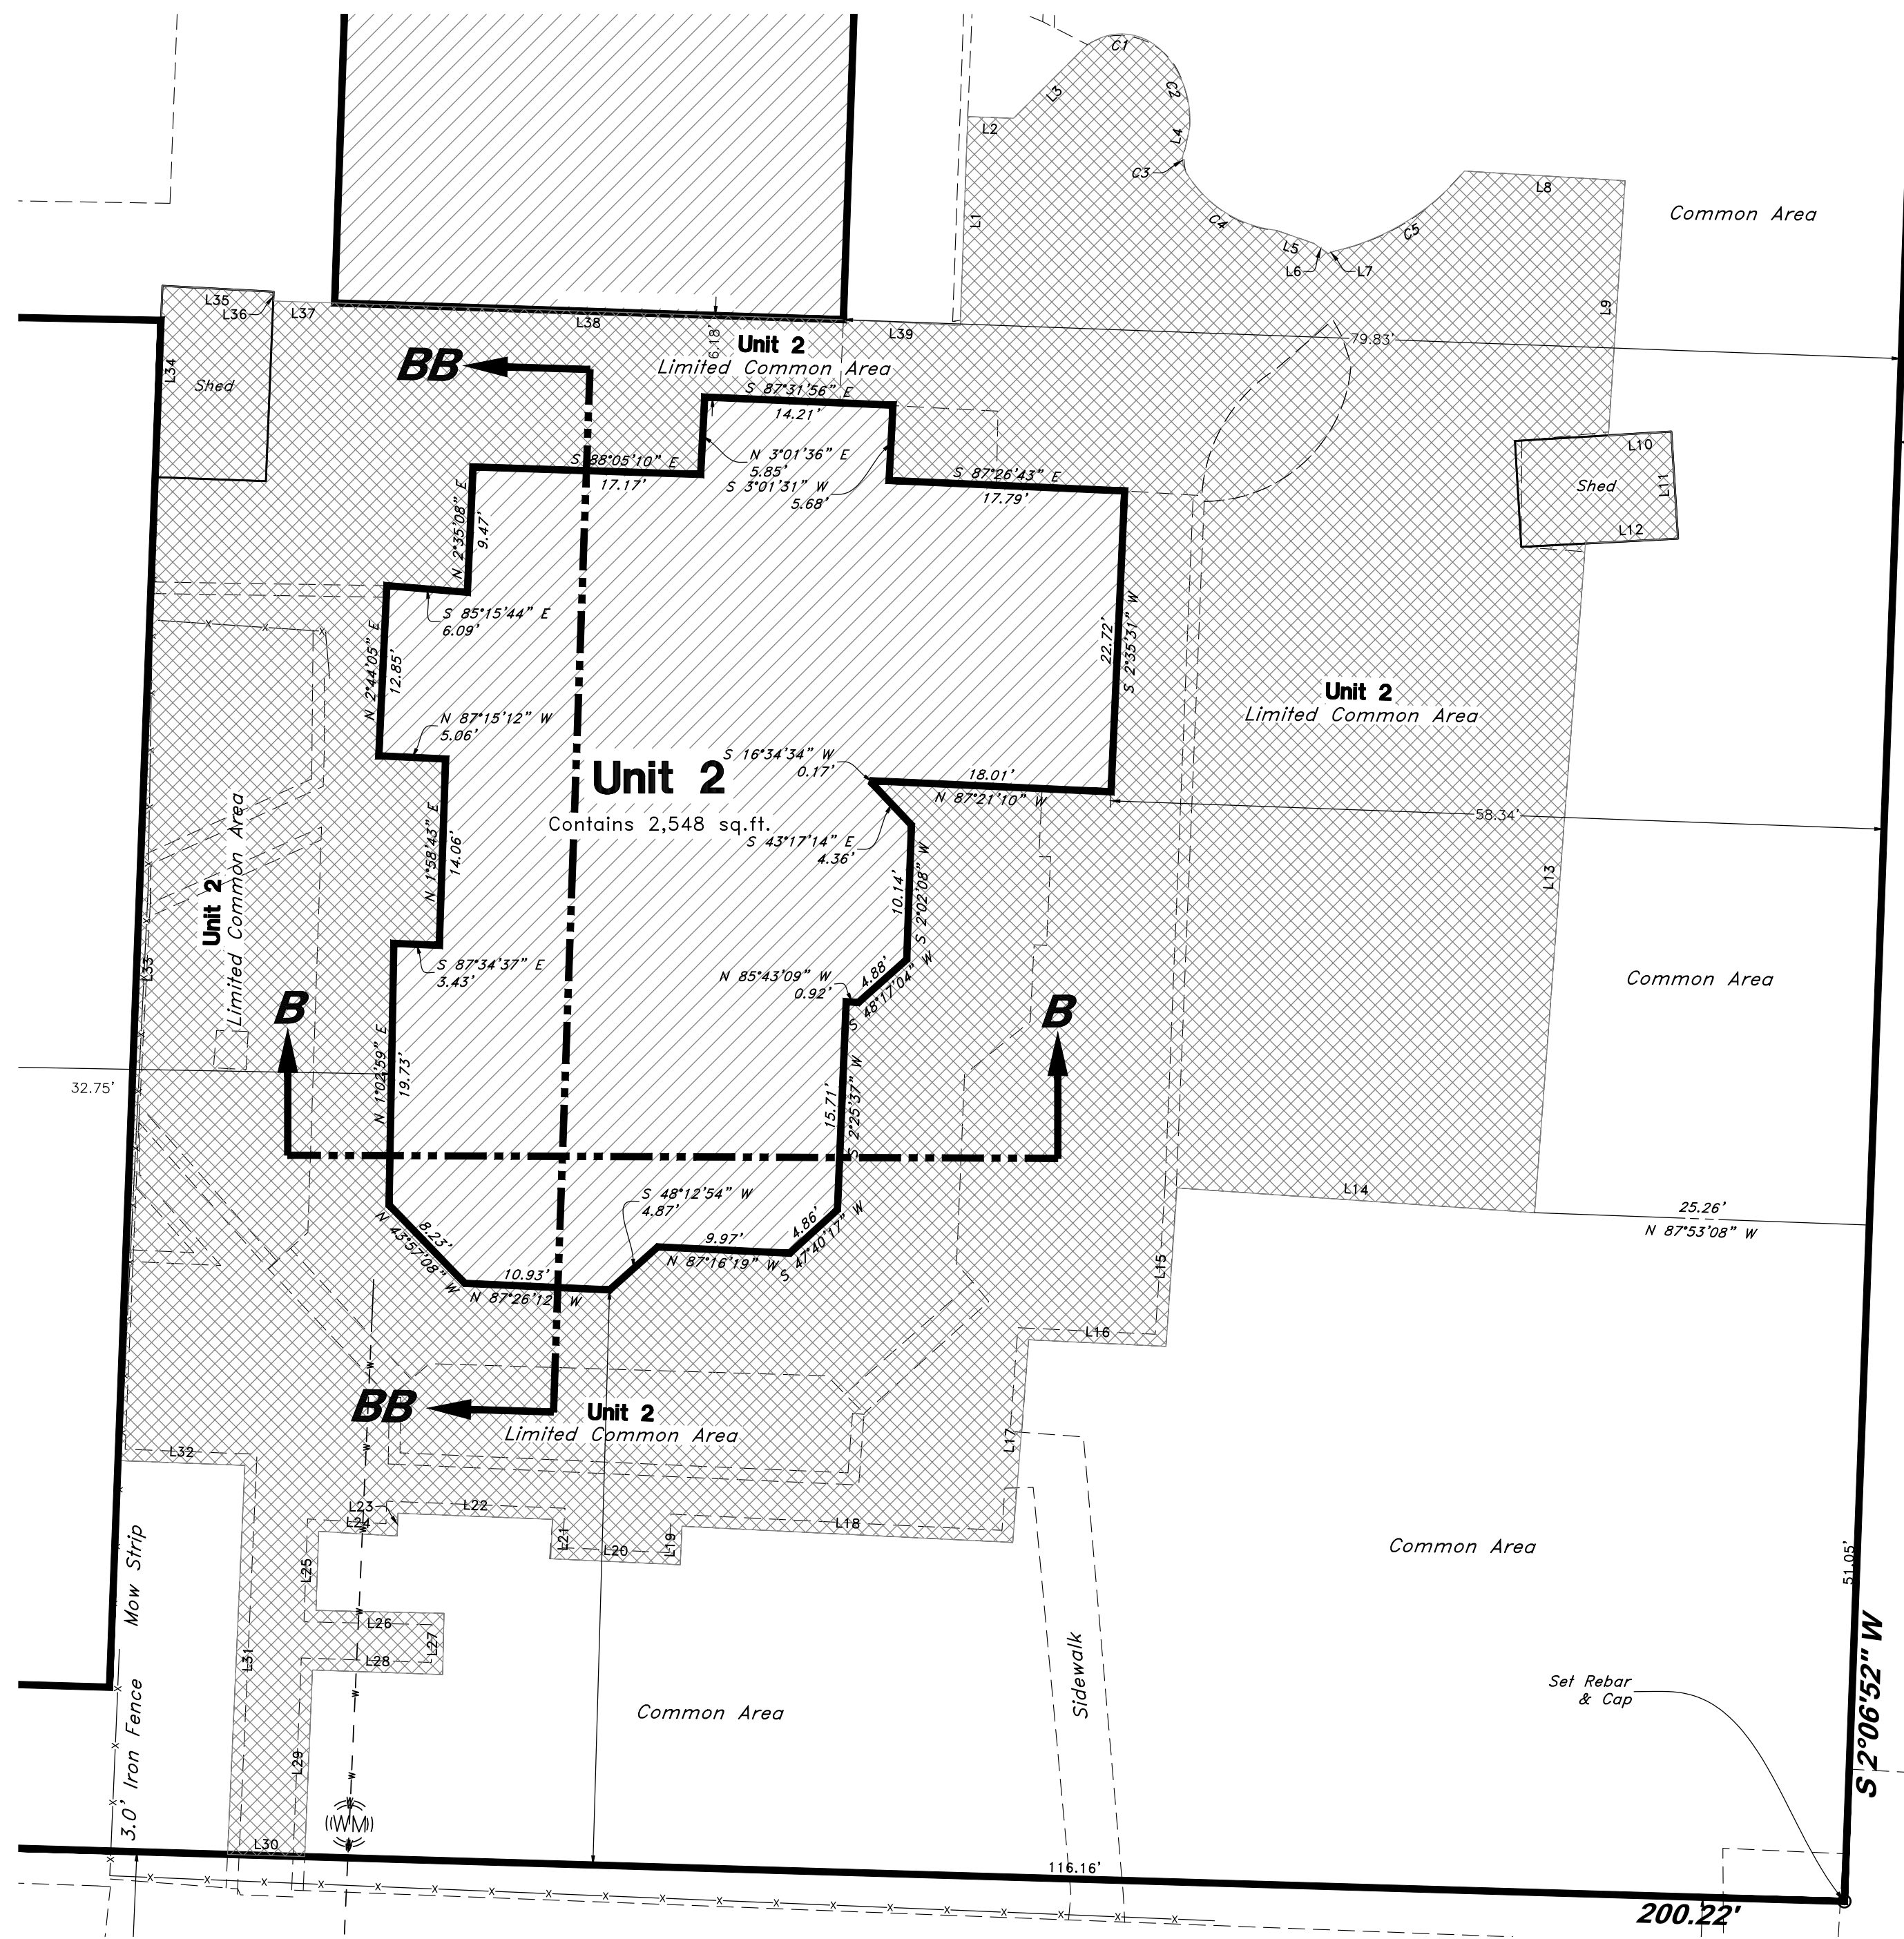 C1
C2
L3
L2
L4
C3
L8
Common Area
L1
C4
L5
C5
L6
L7
L35
L36
L37
L38
L39
L9
6.18'
79.83'
Unit 2
Limited Common Area
BB
L34
Shed
S 87°31'56" E
14.21'
N 3°01'36" E
5.85'
S 3°01'31" W
5.68'
S 88°05'10" E
17.17'
S 87°26'43" E
17.79'
L10
Shed
L11
L12
N 2°35'08" E
9.47'
S 85°15'44" E
6.09'
N 2°44'05" E
12.85'
22.72'
S 2°35'31" W
Unit 2
Limited Common Area
N 87°15'12" W
5.06'
S 16°34'34" W
0.17'
Unit 2
Contains 2,548 sq.ft.
18.01'
N 87°21'10" W
58.34'
S 43°17'14" E
4.36'
N 1°58'43" E
14.06'
10.14'
S 2°02'08" W
L13
Unit 2
Limited Common Area
L33
S 87°34'37" E
3.43'
N 85°43'09" W
0.92'
4.88'
S 48°17'04" W
Common Area
B
B
32.75'
N 1°02'59" E
19.73'
15.71'
S 2°25'37" W
S 48°12'54" W
4.87'
L14
25.26'
N 87°53'08" W
8.23'
N 43°57'08" W
9.97'
N 87°16'19" W
4.86'
S 47°40'17" W
10.93'
N 87°26'12" W
L15
L16
W
BB
Unit 2
Limited Common Area
W
L17
L32
L23
L22
L24
W
L21
L20
L19
L18
Common Area
51.05'
L25
W
L26
L27
L28
L31
Mow Strip
3.0' Iron Fence
W
L29
W
Common Area
Sidewalk
Set Rebar
& Cap
S 2°06'52" W
W
WM
L30
116.16'
200.22'